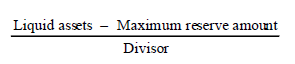 Liquid assets – Maximum reserve amount
Divisor